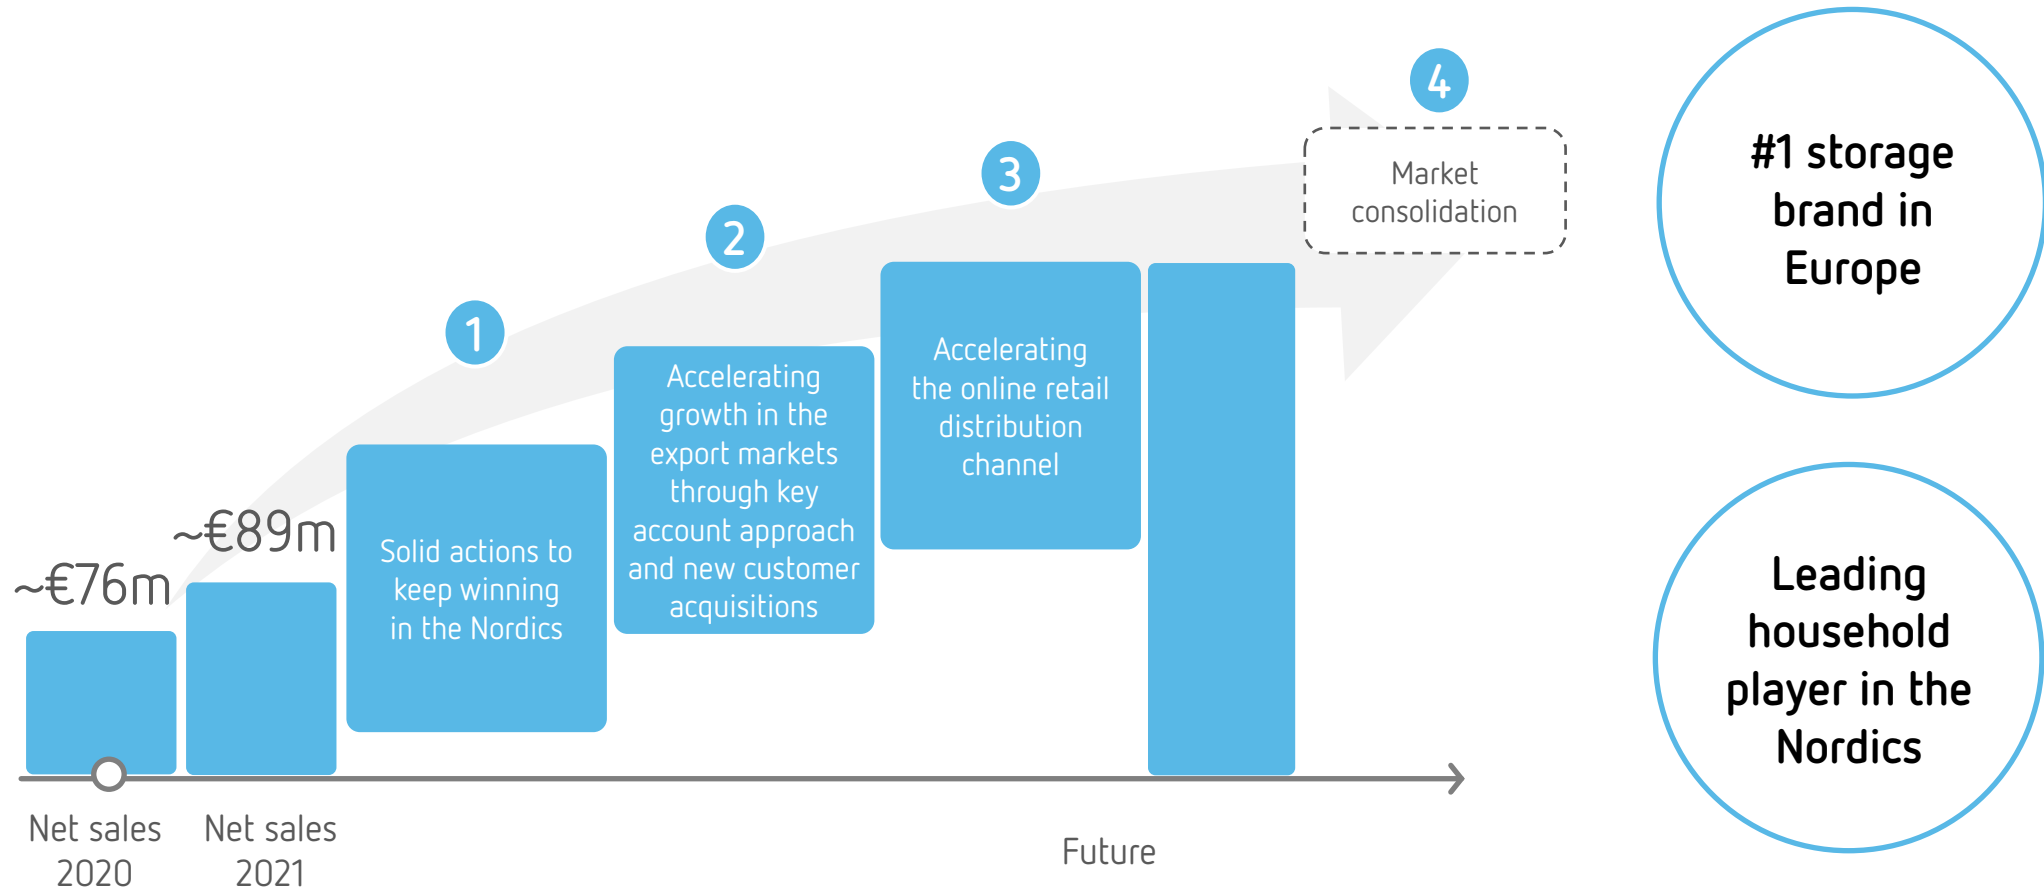 ~€76m
~€89m
1
Solid actions to
keep winning
in the Nordics
2
Accelerating
growth in the
export markets
through key
account approach
and new customer
acquisitions
3
Accelerating
the online retail
distribution
channel
4
Market
consolidation
Net sales
2020
Net sales
2021
Future
#1 storage
brand in
Europe
Leading
household
player in the
Nordics